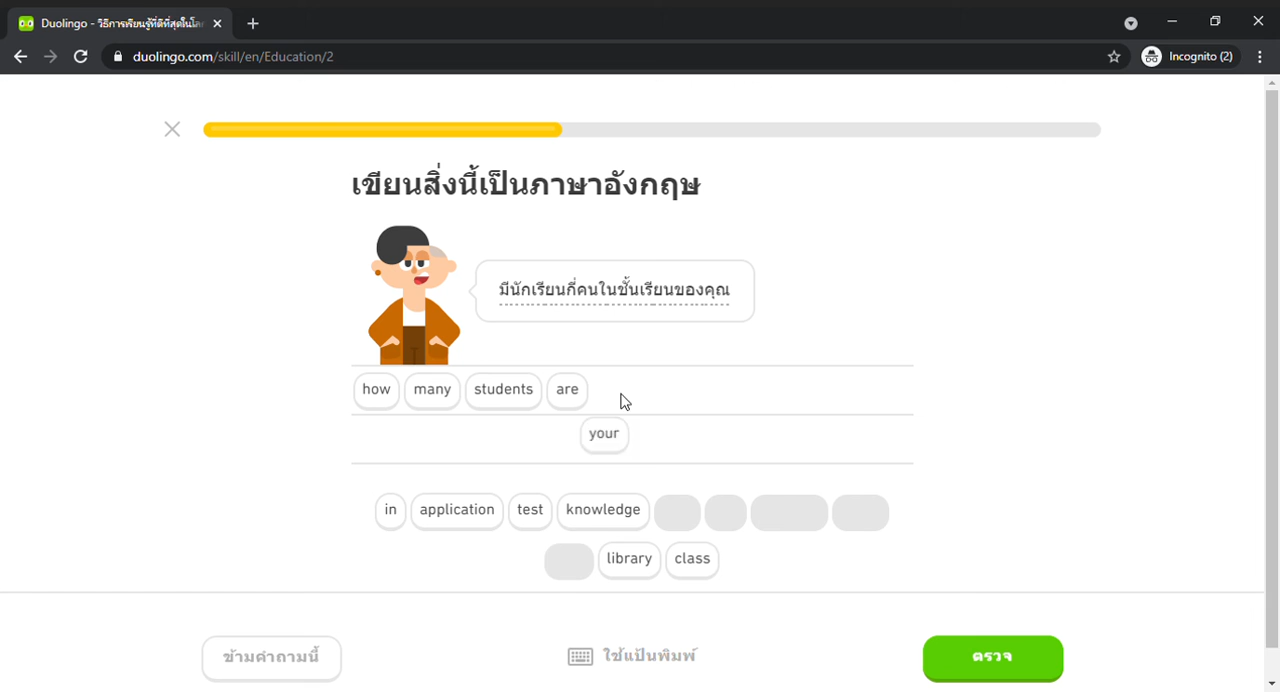 Duolingo - วิธีการเรียนรู้ที่ดีที่สุดในโล
duolingo.com/skill/en/Education/2
Incognito (2)
เขียนสิ่งนี้เป็นภาษาอังกฤษ
มีนักเรียนกี่คนในชั้นเรียนของคุณ
how many students are
your
in application test knowledge
library class
ข้ามคำถามนี้
ใช้แป้นพิมพ์
ตรวจ